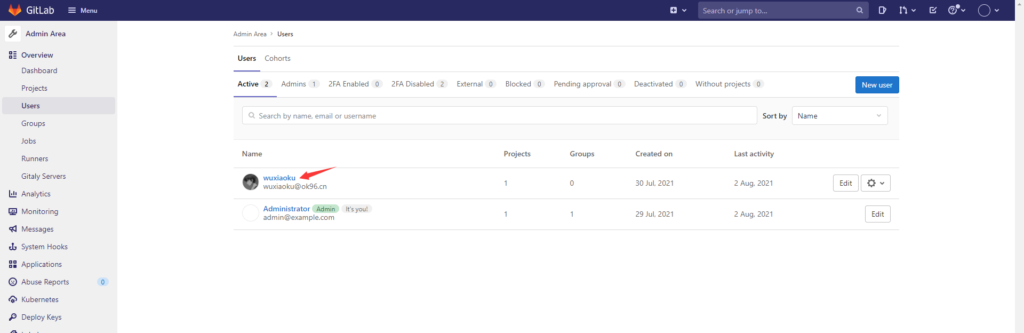 GitLab
Menu
Search or jump to...
Admin Area
Overview
Dashboard
Projects
Users
Groups
Jobs
Runners
Gitaly Servers
Analytics
Monitoring
Messages
System Hooks
Applications
Abuse Reports 0
Kubernetes
Deploy Keys
Admin Area > Users
Users Cohorts
Active 2 Admins 1 2FA Enabled 0 2FA Disabled 2 External 0 Blocked 0 Pending approval 0 Deactivated 0 Without projects 0 New user
Search by name, email or username Sort by Name
Name Projects Groups Created on Last activity
wuxiaoku
wuxiaoku@ok96.cn 1 0 30 Jul, 2021 2 Aug, 2021 Edit
Administrator Admin It's you!
admin@example.com 1 1 29 Jul, 2021 2 Aug, 2021 Edit